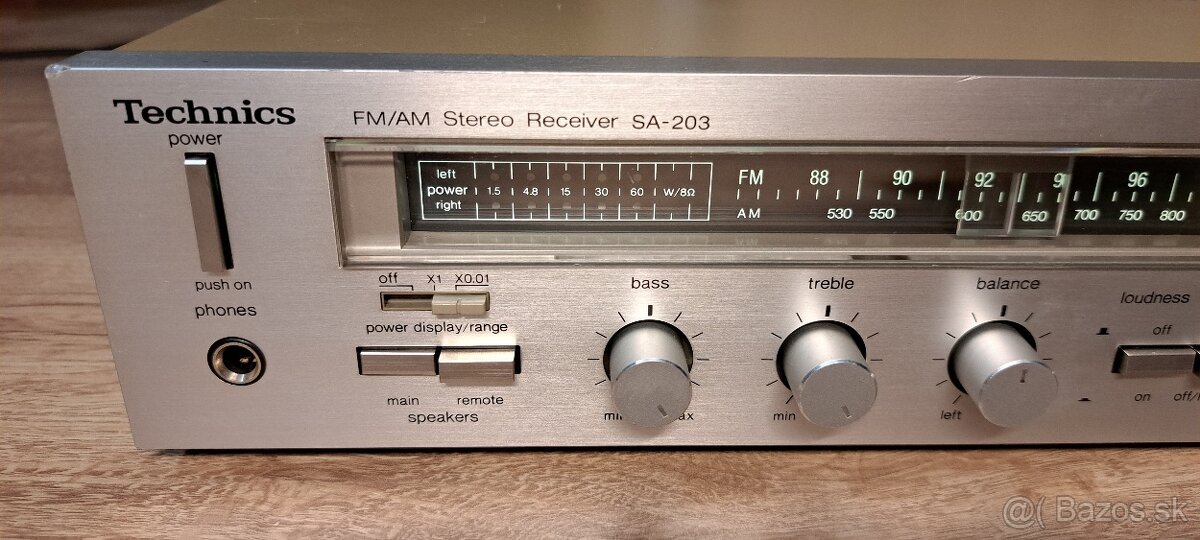 Technics
FM/AM Stereo Receiver SA-203
power
push on
phones
left
power 1.5 4.8 15 30 60 W/8Ω
right
FM 88 90 92 96
AM 530 550 600 650 700 750 800
off X1 X0.01
power display/range
main remote
speakers
bass
min
treble
min
balance
left
loudness
off
on
@( Bazos.sk